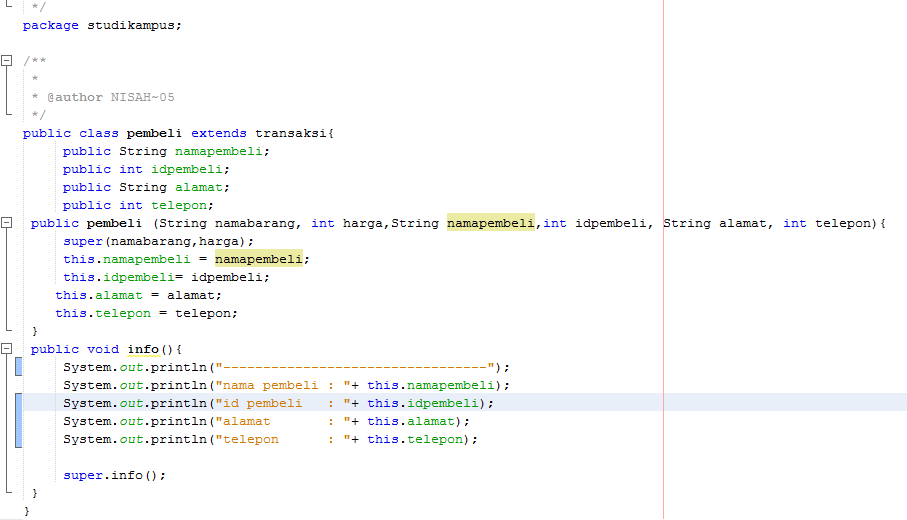 */
package studikampus;
/**
 *
 * @author NISAH~05
 */
public class pembeli extends transaksi{
     public String namapembeli;
     public int idpembeli;
     public String alamat;
     public int telepon;
 public pembeli (String namabarang, int harga,String namapembeli,int idpembeli, String alamat, int telepon){
     super(namabarang,harga);
     this.namapembeli = namapembeli;
     this.idpembeli= idpembeli;
    this.alamat = alamat;
    this.telepon = telepon;
 }
 public void info(){
     System.out.println("---------------------------------");
     System.out.println("nama pembeli : "+ this.namapembeli);
     System.out.println("id pembeli   : "+ this.idpembeli);
     System.out.println("alamat       : "+ this.alamat);
     System.out.println("telepon      : "+ this.telepon);
     super.info();
 }
}